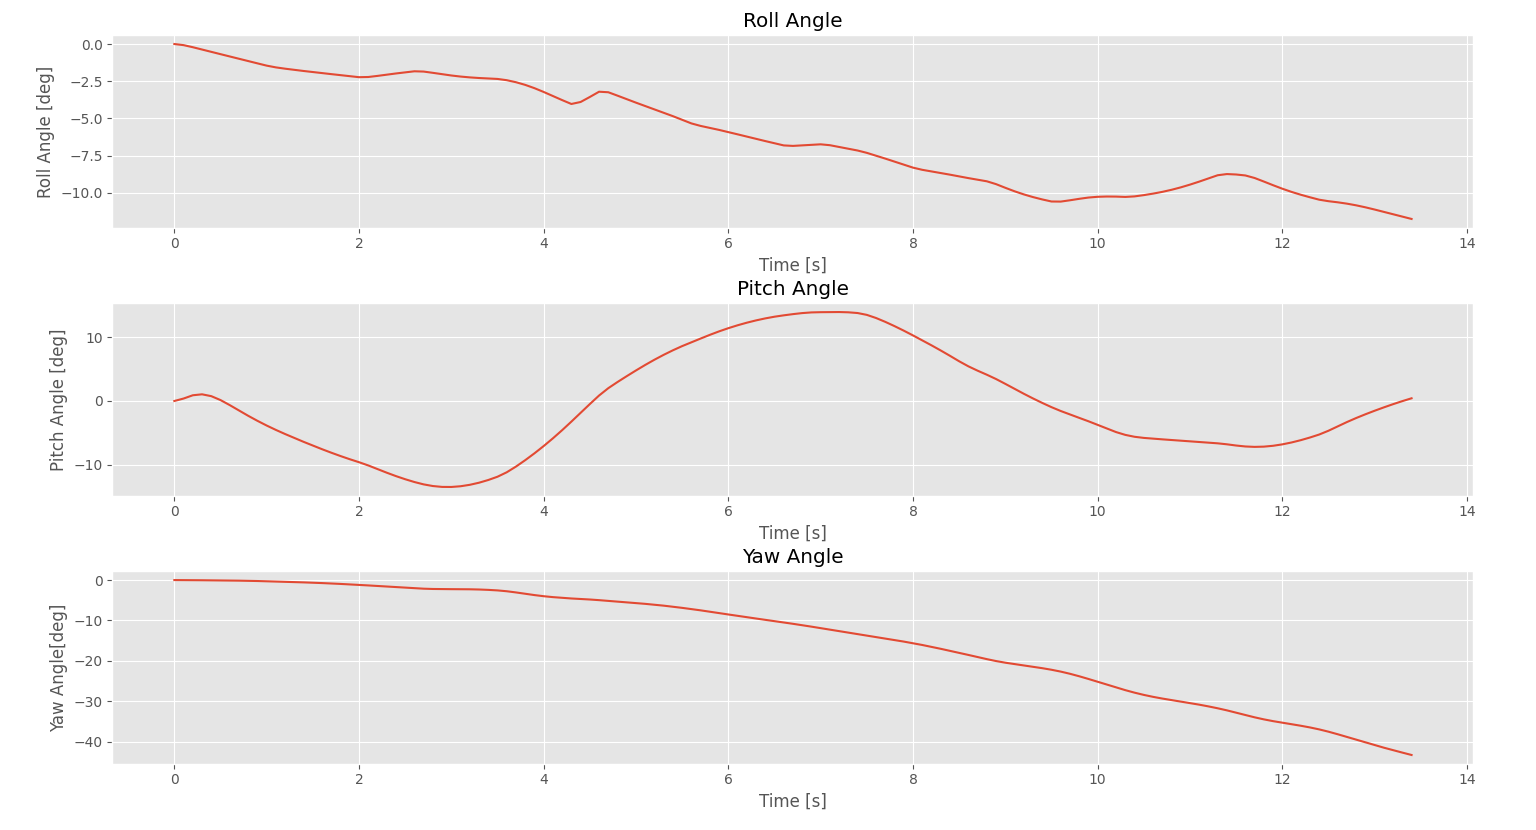 Roll Angle
Roll Angle [deg]
0.0
−2.5
−5.0
−7.5
−10.0
0 2 4 6 8 10 12 14
Time [s]
Pitch Angle
Pitch Angle [deg]
10
0
−10
0 2 4 6 8 10 12 14
Time [s]
Yaw Angle
Yaw Angle[deg]
0
−10
−20
−30
−40
0 2 4 6 8 10 12 14
Time [s]